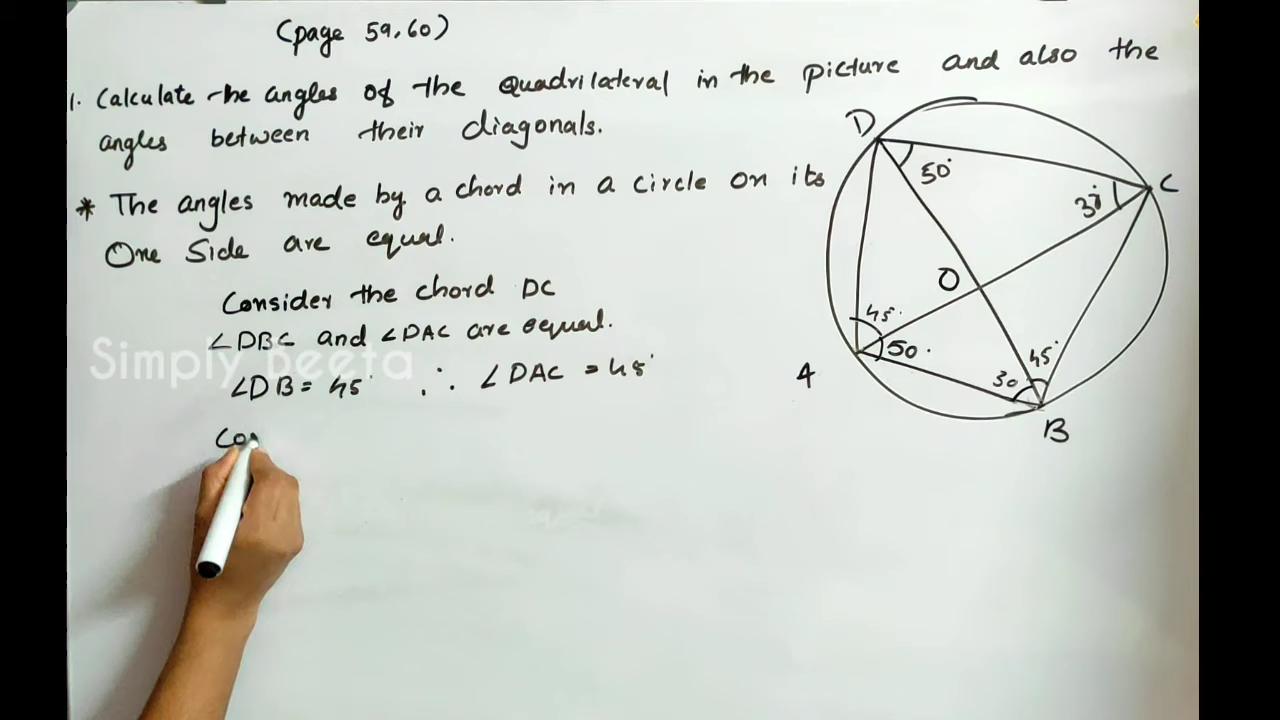 (page 59,60)
1. Calculate the angles of the quadrilateral in the picture and also the
angles between their diagonals.
* The angles made by a chord in a circle on its
One Side are equal.
Consider the chord DC
∠DBC and ∠DAC are equal.
Simply Beeta
∠DB = 45° ∴ ∠DAC = 45°
Co
D
50°
C
30°
O
45°
50°
45°
30
A
B